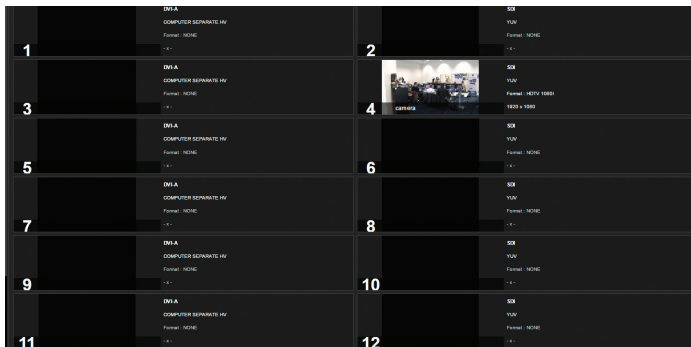 DVI-A
COMPUTER SEPARATE HV
Format : NONE
- x -
1
SDI
YUV
Format : NONE
- x -
2
DVI-A
COMPUTER SEPARATE HV
Format : NONE
- x -
3
SDI
YUV
Format : HDTV 1080i
1920 x 1080
4
camera
DVI-A
COMPUTER SEPARATE HV
Format : NONE
- x -
5
SDI
YUV
Format : NONE
- x -
6
DVI-A
COMPUTER SEPARATE HV
Format : NONE
- x -
7
SDI
YUV
Format : NONE
- x -
8
DVI-A
COMPUTER SEPARATE HV
Format : NONE
- x -
9
SDI
YUV
Format : NONE
- x -
10
DVI-A
COMPUTER SEPARATE HV
Format : NONE
- x -
11
SDI
YUV
Format : NONE
- x -
12